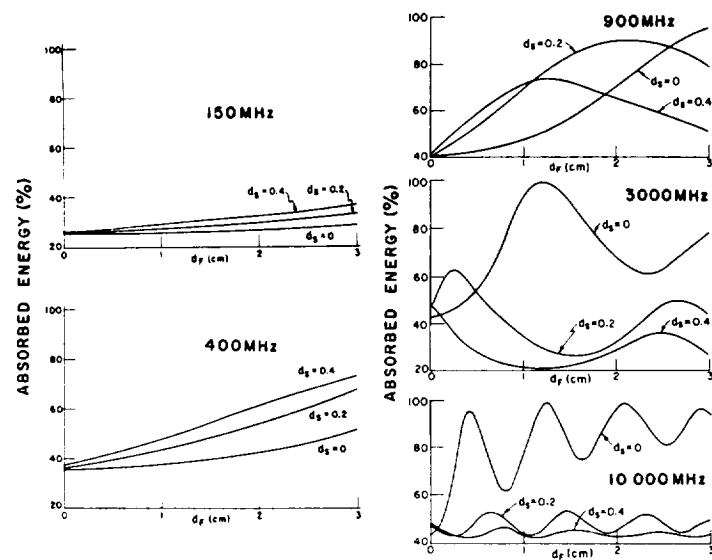 ABSORBED ENERGY (%)
150MHz
100
80
60
40
20
dS=0.4
dS=0.2
dS=0
0
1
2
3
dF (cm)
400MHz
100
80
60
40
20
dS=0.4
dS=0.2
dS=0
0
1
2
3
dF (cm)
ABSORBED ENERGY (%)
900MHz
100
80
60
40
dS=0.2
dS=0
dS=0.4
0
1
2
3
dF (cm)
3000MHz
100
80
60
40
20
dS=0
dS=0.2
dS=0.4
0
1
2
3
dF (cm)
100
80
60
40
dS=0
10 000 MHz
dS=0.2
dS=0.4
0
1
2
3
dF (cm)